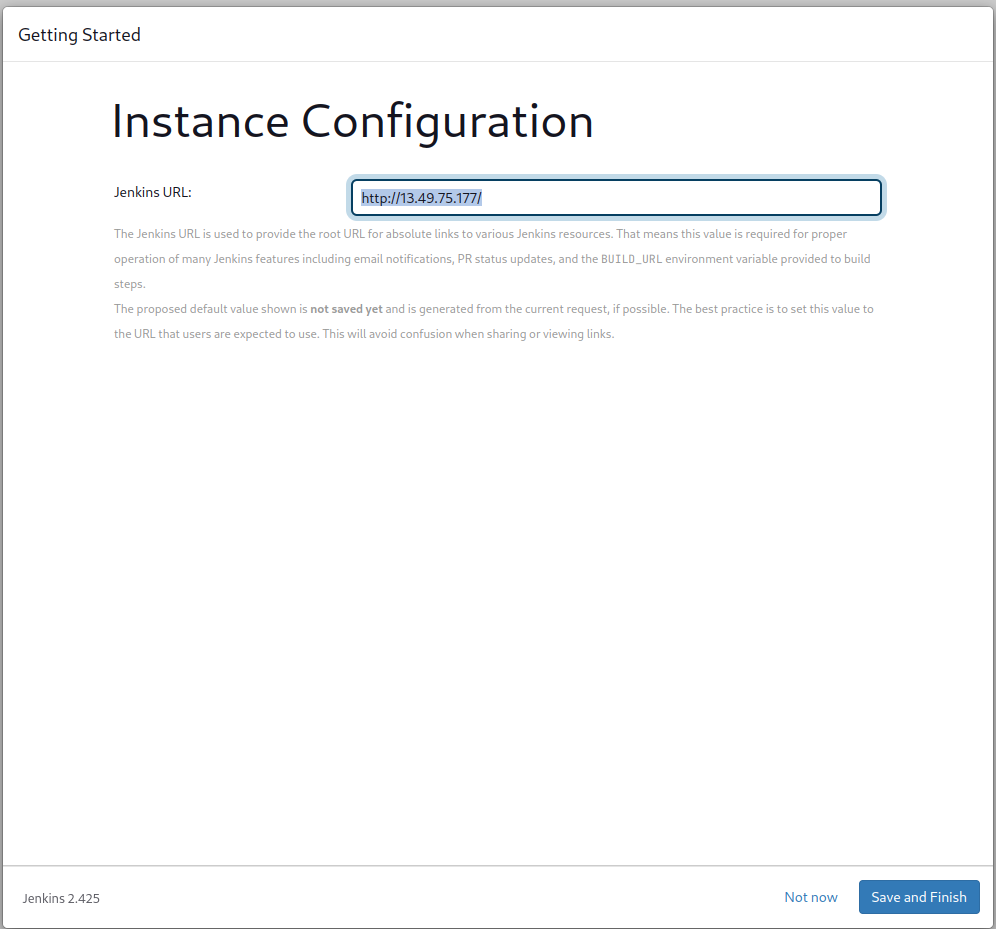 Getting Started
Instance Configuration
Jenkins URL:
http://13.49.75.177/
The Jenkins URL is used to provide the root URL for absolute links to various Jenkins resources. That means this value is required for proper
operation of many Jenkins features including email notifications, PR status updates, and the BUILD_URL environment variable provided to build
steps.
The proposed default value shown is not saved yet and is generated from the current request, if possible. The best practice is to set this value to
the URL that users are expected to use. This will avoid confusion when sharing or viewing links.
Jenkins 2.425
Not now
Save and Finish